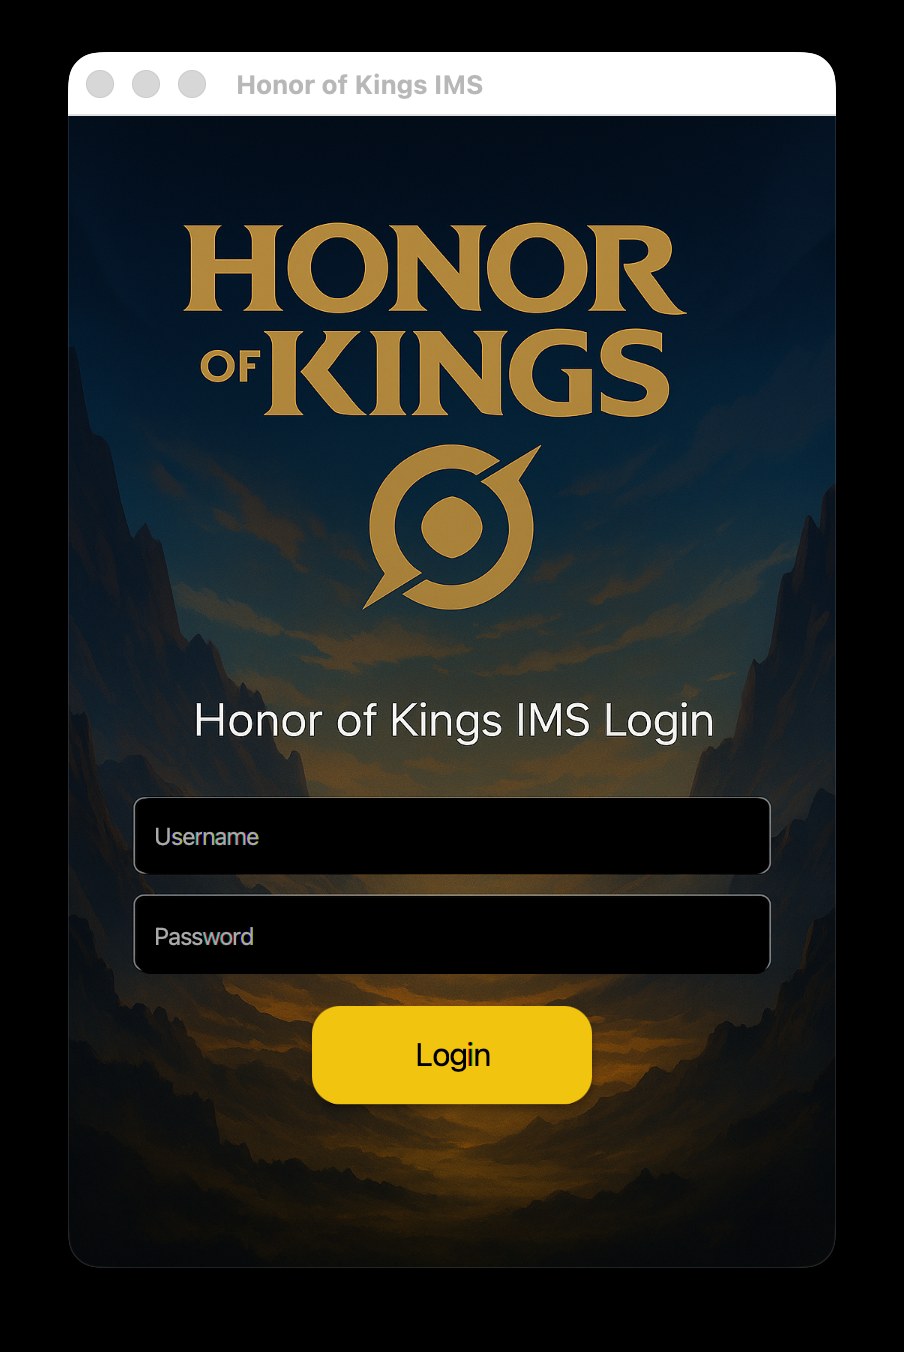 Honor of Kings IMS
HONOR
OF KINGS
Honor of Kings IMS Login
Username
Password
Login